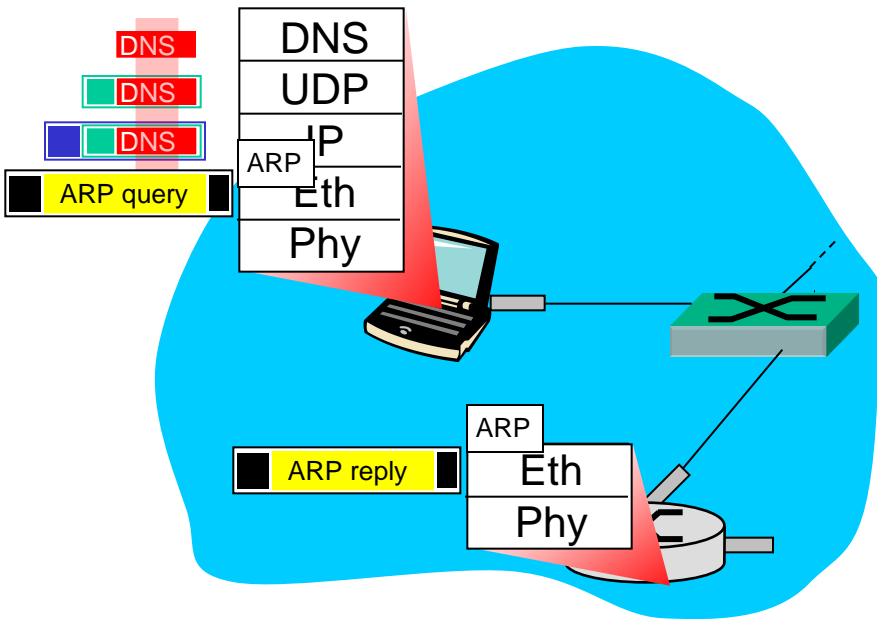 DNS
DNS
DNS
ARP query
DNS
UDP
IP
ARP
Eth
Phy
ARP reply
ARP
Eth
Phy